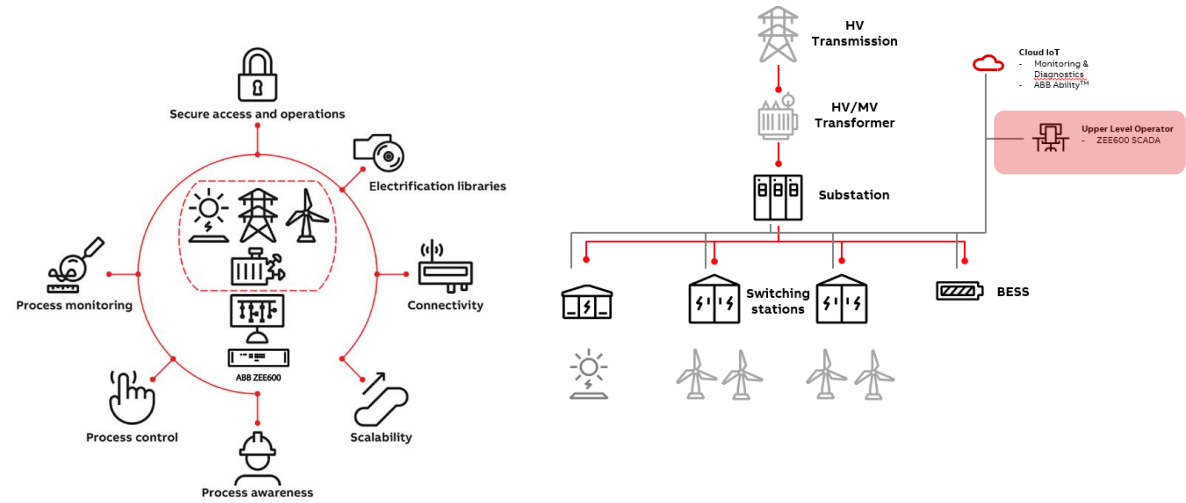 Secure access and operations
Electrification libraries
Process monitoring
Connectivity
ABB ZEE600
Process control
Scalability
Process awareness
HV
Transmission
HV/MV
Transformer
Substation
Switching
stations
BESS
Cloud IoT
- Monitoring &
Diagnostics
- ABB Ability™
Upper Level Operator
- ZEE600 SCADA